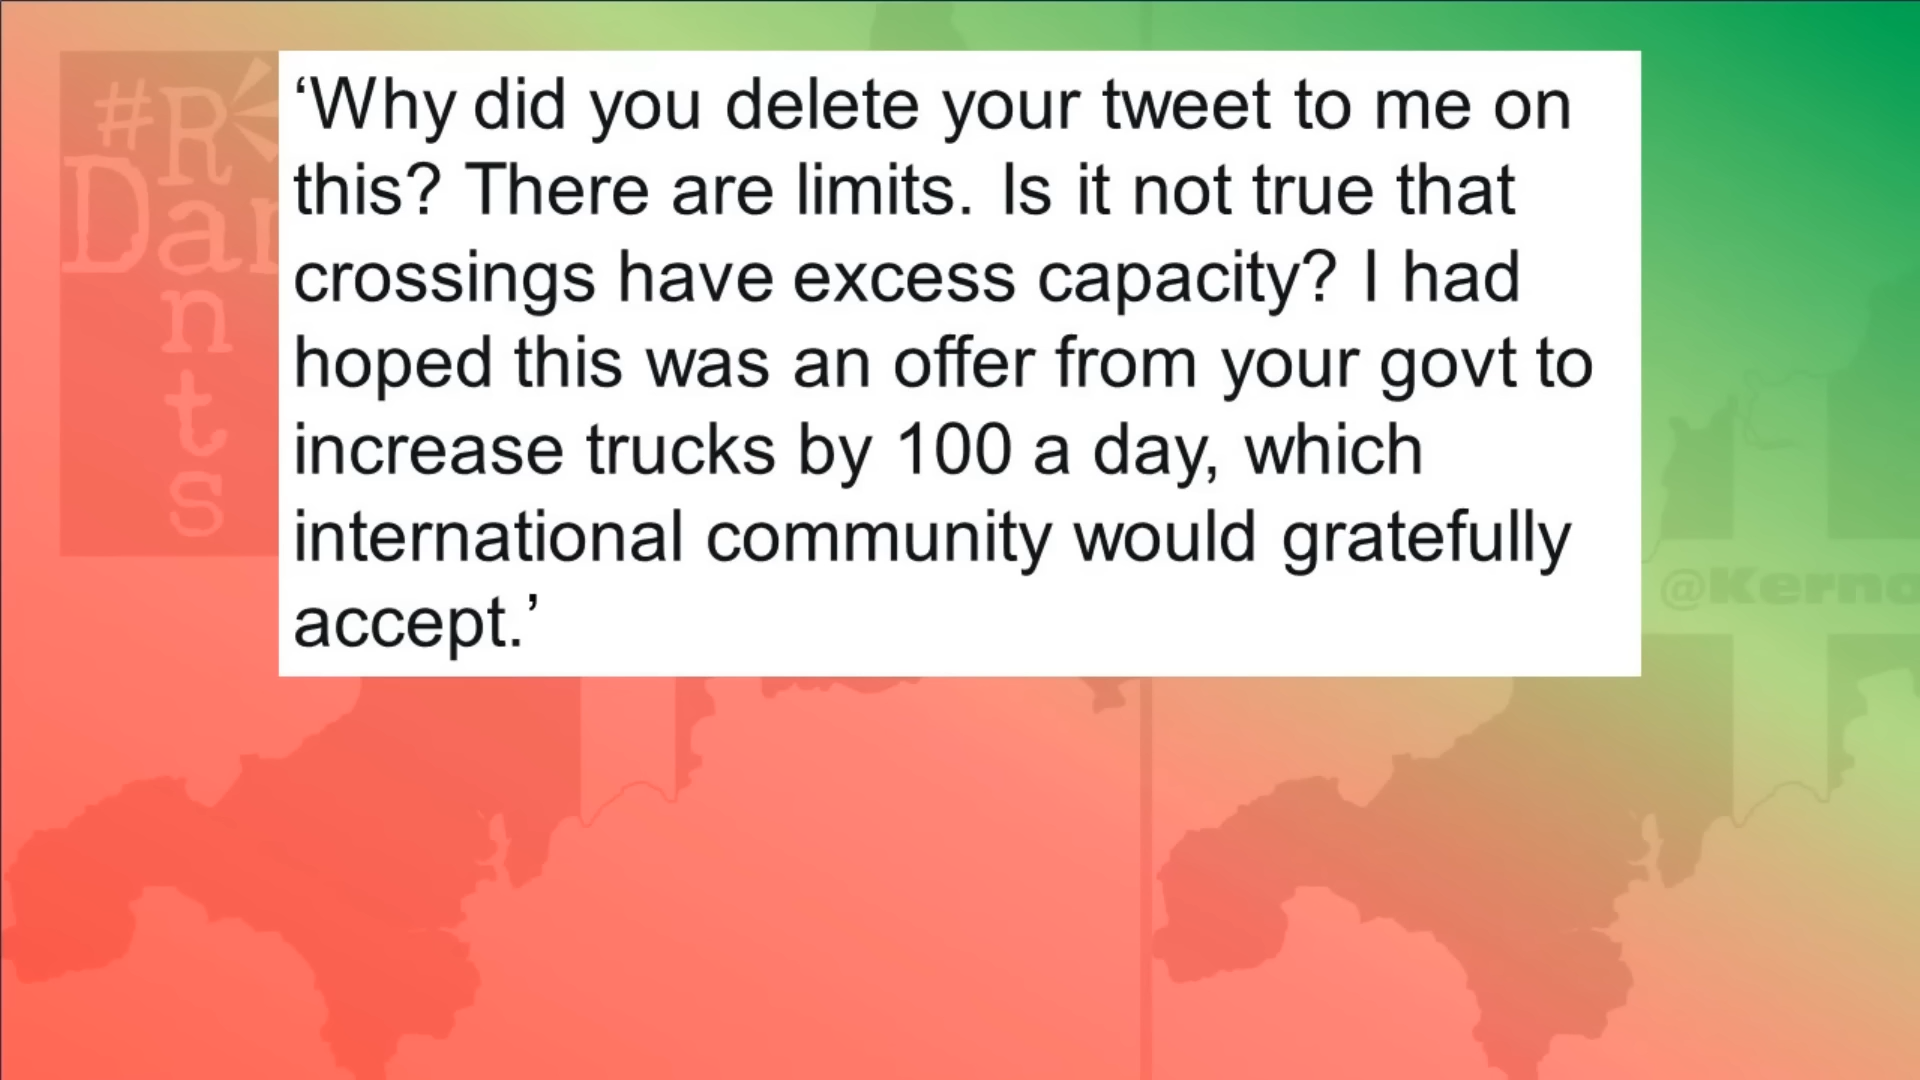 #R
Dan
n
t
s
‘Why did you delete your tweet to me on
this? There are limits. Is it not true that
crossings have excess capacity? I had
hoped this was an offer from your govt to
increase trucks by 100 a day, which
international community would gratefully
accept.’
@Kerno